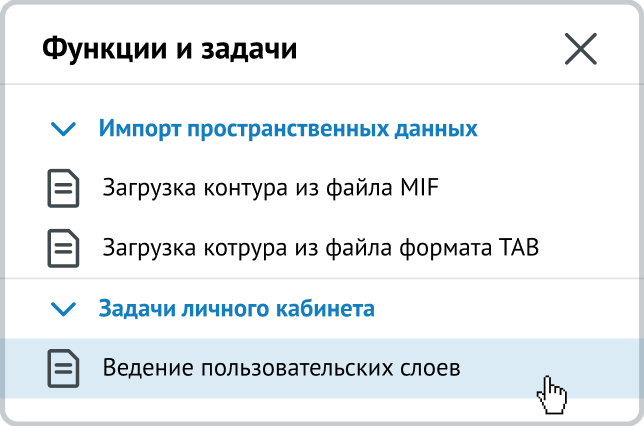 Функции и задачи
Импорт пространственных данных
Загрузка контура из файла MIF
Загрузка котрура из файла формата TAB
Задачи личного кабинета
Ведение пользовательских слоев